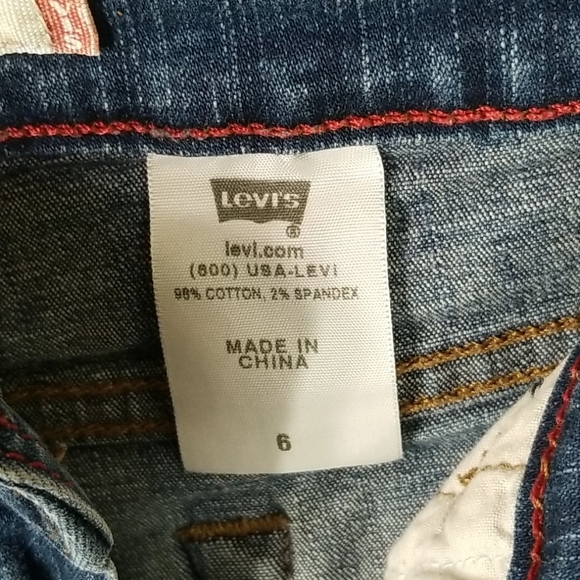 LEVI'S
®
levi.com
(800) USA-LEVI
98% COTTON, 2% SPANDEX
MADE IN
CHINA
6